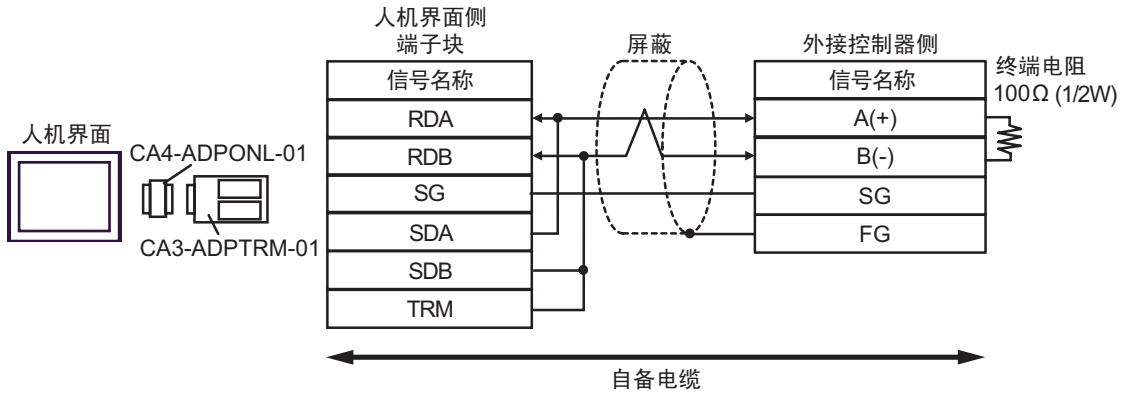 人机界面
CA4-ADPONL-01
CA3-ADPTRM-01
人机界面侧
端子块
信号名称
RDA
RDB
SG
SDA
SDB
TRM
屏蔽
外接控制器侧
信号名称
A(+)
B(-)
SG
FG
终端电阻
100Ω (1/2W)
自备电缆